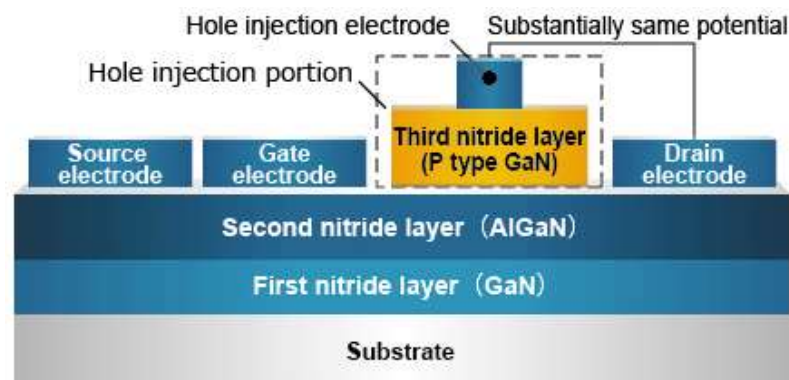 Hole injection electrode
Substantially same potential
Hole injection portion
Third nitride layer
(P type GaN)
Source
electrode
Gate
electrode
Drain
electrode
Second nitride layer（AlGaN）
First nitride layer（GaN）
Substrate